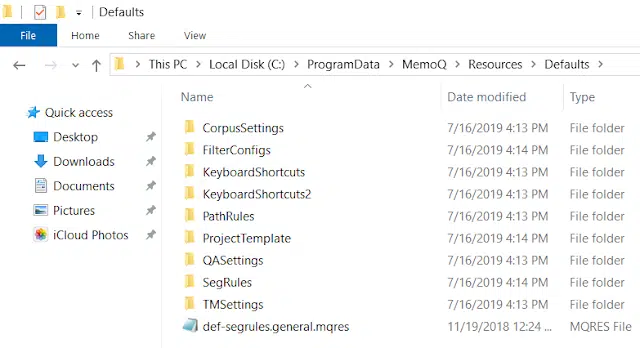 Defaults
File Home Share View
This PC Local Disk (C:) ProgramData MemoQ Resources Defaults
Name Date modified Type
Quick access
Desktop
Downloads
Documents
Pictures
iCloud Photos
CorpusSettings 7/16/2019 4:13 PM File folder
FilterConfigs 7/16/2019 4:14 PM File folder
KeyboardShortcuts 7/16/2019 4:13 PM File folder
KeyboardShortcuts2 7/16/2019 4:13 PM File folder
PathRules 7/16/2019 4:13 PM File folder
ProjectTemplate 7/16/2019 4:14 PM File folder
QASettings 7/16/2019 4:13 PM File folder
SegRules 7/16/2019 4:14 PM File folder
TMSettings 7/16/2019 4:13 PM File folder
def-segrules.general.mqres 11/19/2018 12:24 ... MQRES File